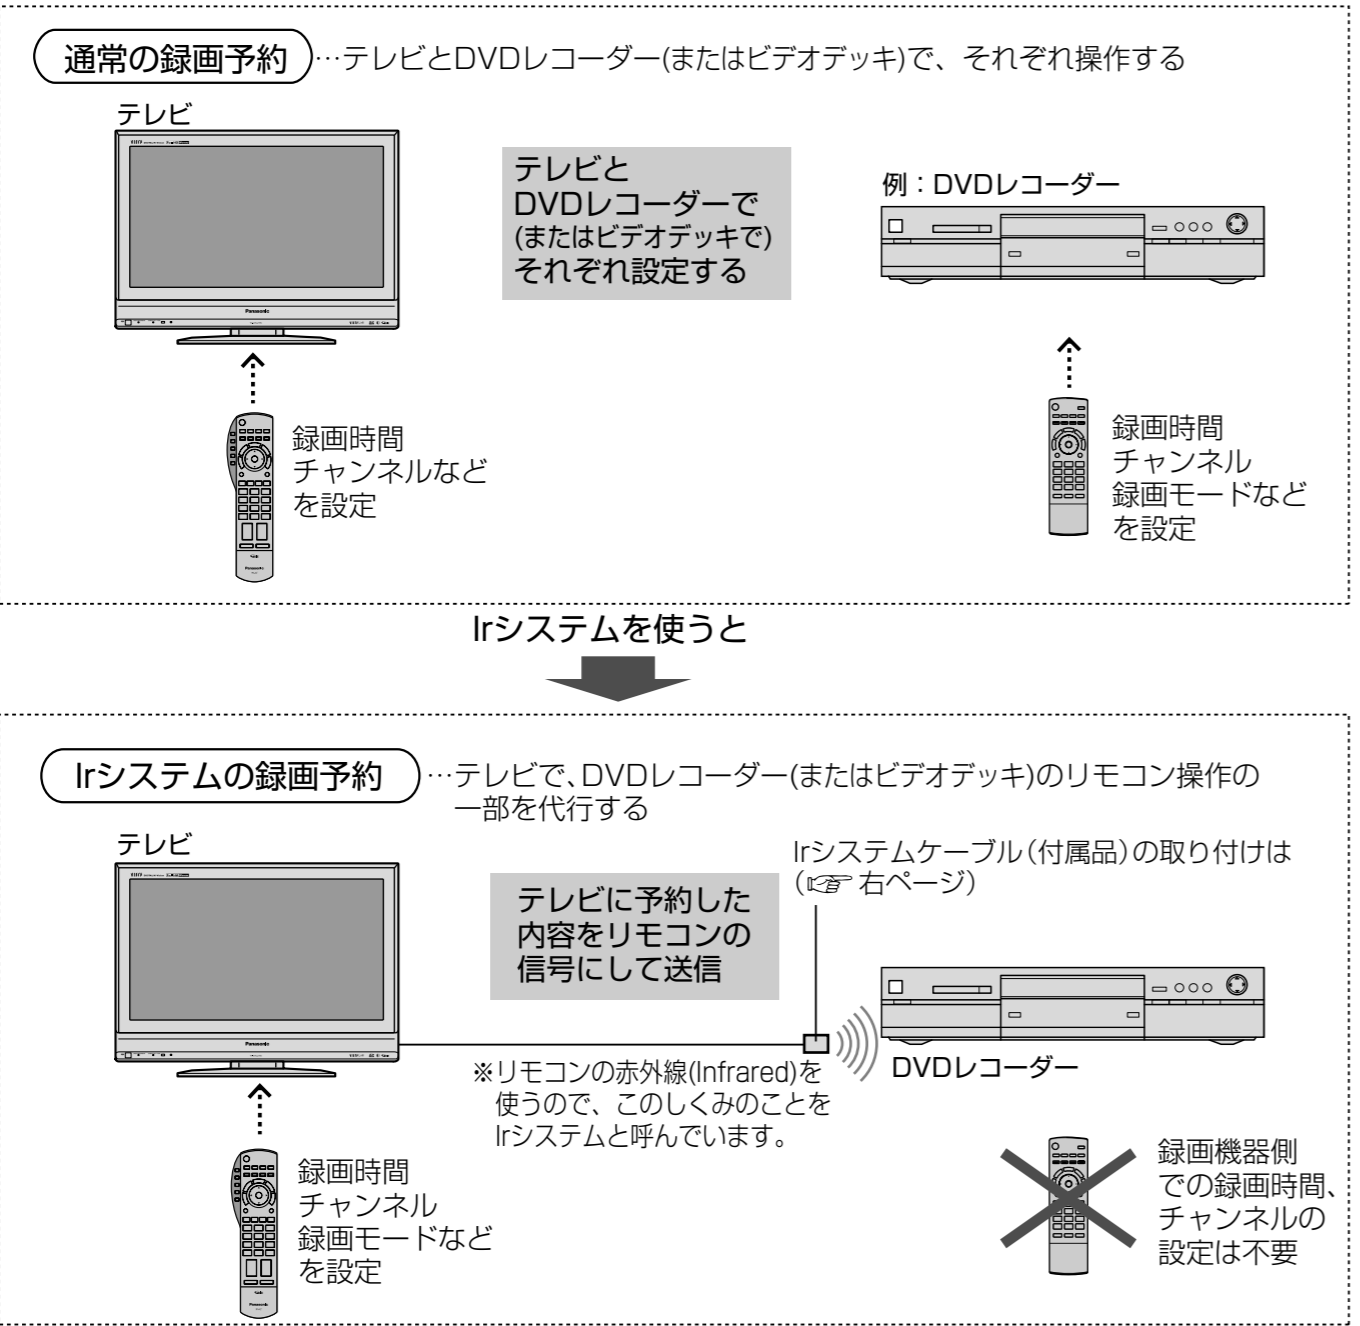 通常の録画予約 …テレビとDVDレコーダー(またはビデオデッキ)で、それぞれ操作する
テレビ
テレビと
DVDレコーダーで
(またはビデオデッキで)
それぞれ設定する
例：DVDレコーダー
Panasonic
録画時間
チャンネルなど
を設定
Panasonic
録画時間
チャンネル
録画モードなど
を設定
Irシステムを使うと
Irシステムの録画予約 …テレビで、DVDレコーダー(またはビデオデッキ)のリモコン操作の
一部を代行する
テレビ
Irシステムケーブル（付属品）の取り付けは
（☞ 右ページ）
テレビに予約した
内容をリモコンの
信号にして送信
Panasonic
DVDレコーダー
※リモコンの赤外線(Infrared)を
使うので、このしくみのことを
Irシステムと呼んでいます。
録画時間
チャンネル
録画モードなど
を設定
Panasonic
録画機器側
での録画時間、
チャンネルの
設定は不要